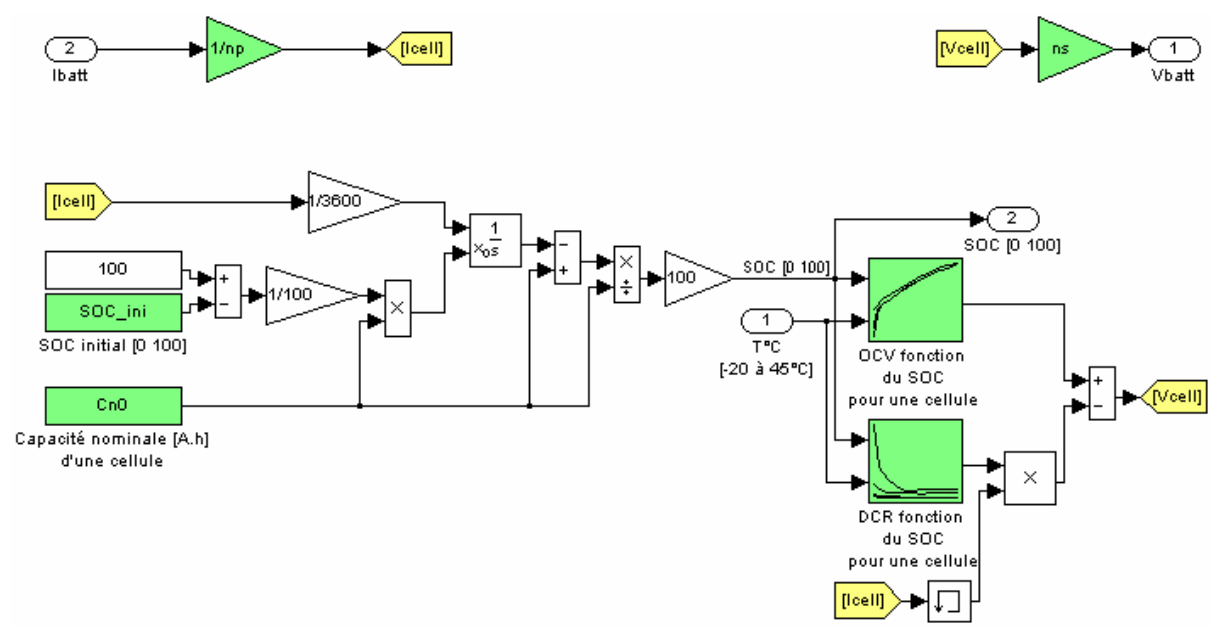 2
Ibatt
1/np
[Icell]
[Vcell]
ns
1
Vbatt
[Icell]
1/3600
100
SOC_ini
SOC initial [0 100]
+
−
1/100
×
1
xo s
−
+
×
÷
100
SOC [0 100]
2
SOC [0 100]
1
T°C
[-20 à 45°C]
OCV fonction
du SOC
pour une cellule
Cn0
Capacité nominale [A.h]
d'une cellule
DCR fonction
du SOC
pour une cellule
×
+
−
[Vcell]
[Icell]